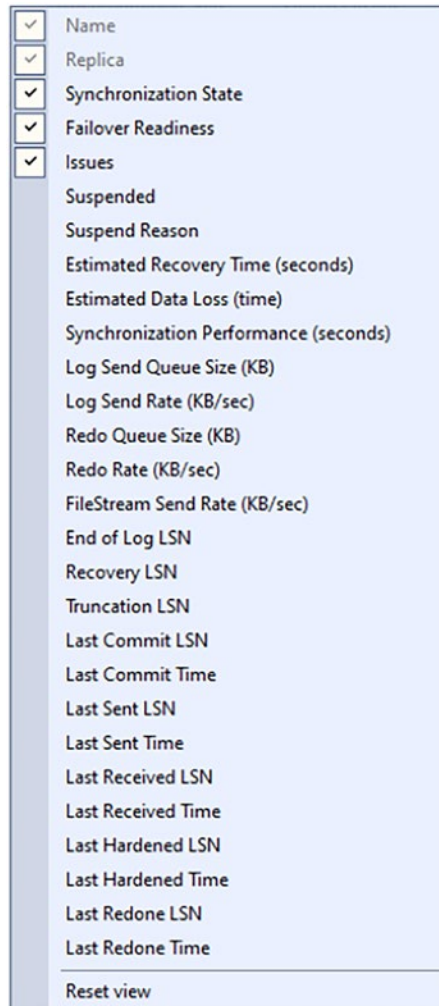 Name
Replica
Synchronization State
Failover Readiness
Issues
Suspended
Suspend Reason
Estimated Recovery Time (seconds)
Estimated Data Loss (time)
Synchronization Performance (seconds)
Log Send Queue Size (KB)
Log Send Rate (KB/sec)
Redo Queue Size (KB)
Redo Rate (KB/sec)
FileStream Send Rate (KB/sec)
End of Log LSN
Recovery LSN
Truncation LSN
Last Commit LSN
Last Commit Time
Last Sent LSN
Last Sent Time
Last Received LSN
Last Received Time
Last Hardened LSN
Last Hardened Time
Last Redone LSN
Last Redone Time
Reset view